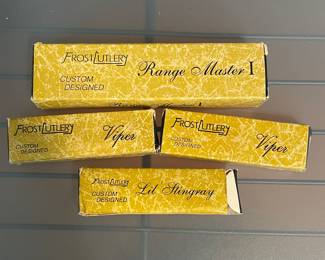 FROST CUTLERY
CUSTOM
DESIGNED
Range Master I
FROST CUTLERY
CUSTOM
DESIGNED
Viper
FROST CUTLERY
CUSTOM
DESIGNED
Viper
FROST CUTLERY
CUSTOM
DESIGNED
Lil Stingray